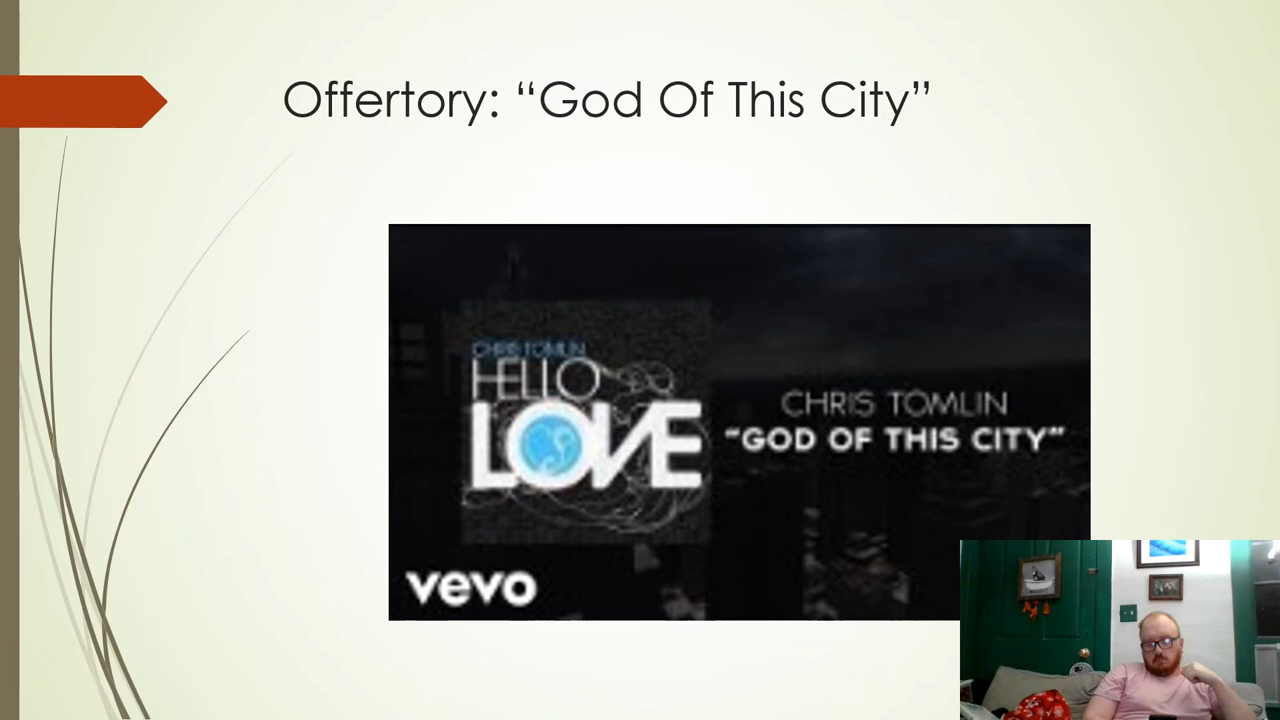 Offertory: “God Of This City”
CHRIS TOMLIN
HELLO
LOVE
CHRIS TOMLIN
“GOD OF THIS CITY”
vevo